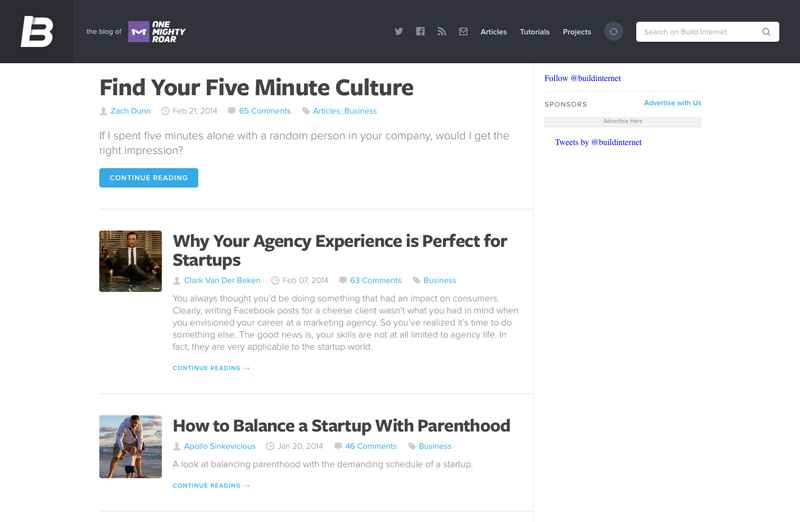 B
the blog of
ONE
MIGHTY
ROAR
Articles
Tutorials
Projects
Search on Build Internet
Find Your Five Minute Culture
Zach Dunn Feb 21, 2014 65 Comments Articles, Business
If I spent five minutes alone with a random person in your company, would I get the
right impression?
CONTINUE READING
Why Your Agency Experience is Perfect for
Startups
Clark Van Der Beken Feb 07, 2014 63 Comments Business
You always thought you'd be doing something that had an impact on consumers.
Clearly, writing Facebook posts for a cheese client wasn't what you had in mind when
you envisioned your career at a marketing agency. So you've realized it's time to do
something else. The good news is, your skills are not at all limited to agency life. In
fact, they are very applicable to the startup world.
CONTINUE READING →
How to Balance a Startup With Parenthood
Apollo Sinkevicious Jan 20, 2014 46 Comments Business
A look at balancing parenthood with the demanding schedule of a startup.
CONTINUE READING →
Follow @buildinternet
SPONSORS
Advertise with Us
Advertise Here
Tweets by @buildinternet